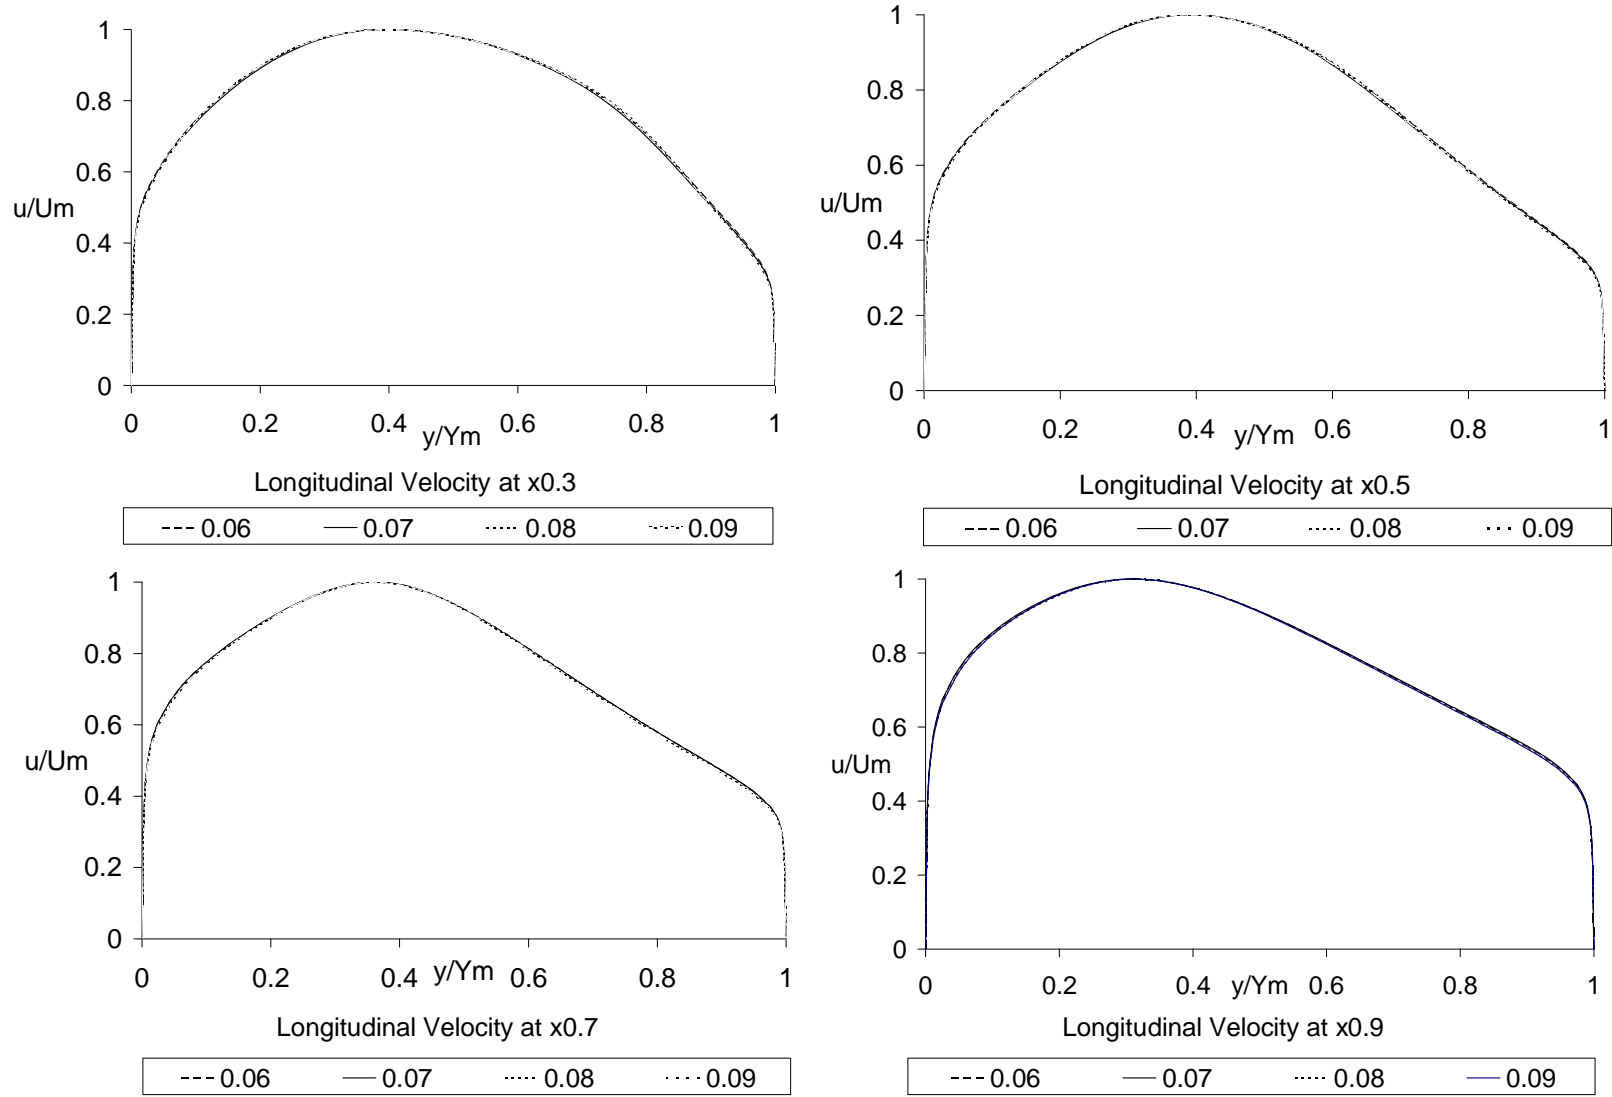 1
0.8
0.6
u/Um
0.4
0.2
0
0 0.2 0.4 0.6 0.8 1
y/Ym
Longitudinal Velocity at x0.3
0.06 0.07 0.08 0.09
1
0.8
0.6
u/Um
0.4
0.2
0
0 0.2 0.4 0.6 0.8 1
y/Ym
Longitudinal Velocity at x0.5
0.06 0.07 0.08 0.09
1
0.8
0.6
u/Um
0.4
0.2
0
0 0.2 0.4 y/Ym 0.6 0.8 1
Longitudinal Velocity at x0.7
0.06 0.07 0.08 0.09
1
0.8
0.6
u/Um
0.4
0.2
0
0 0.2 0.4 y/Ym 0.6 0.8 1
Longitudinal Velocity at x0.9
0.06 0.07 0.08 0.09